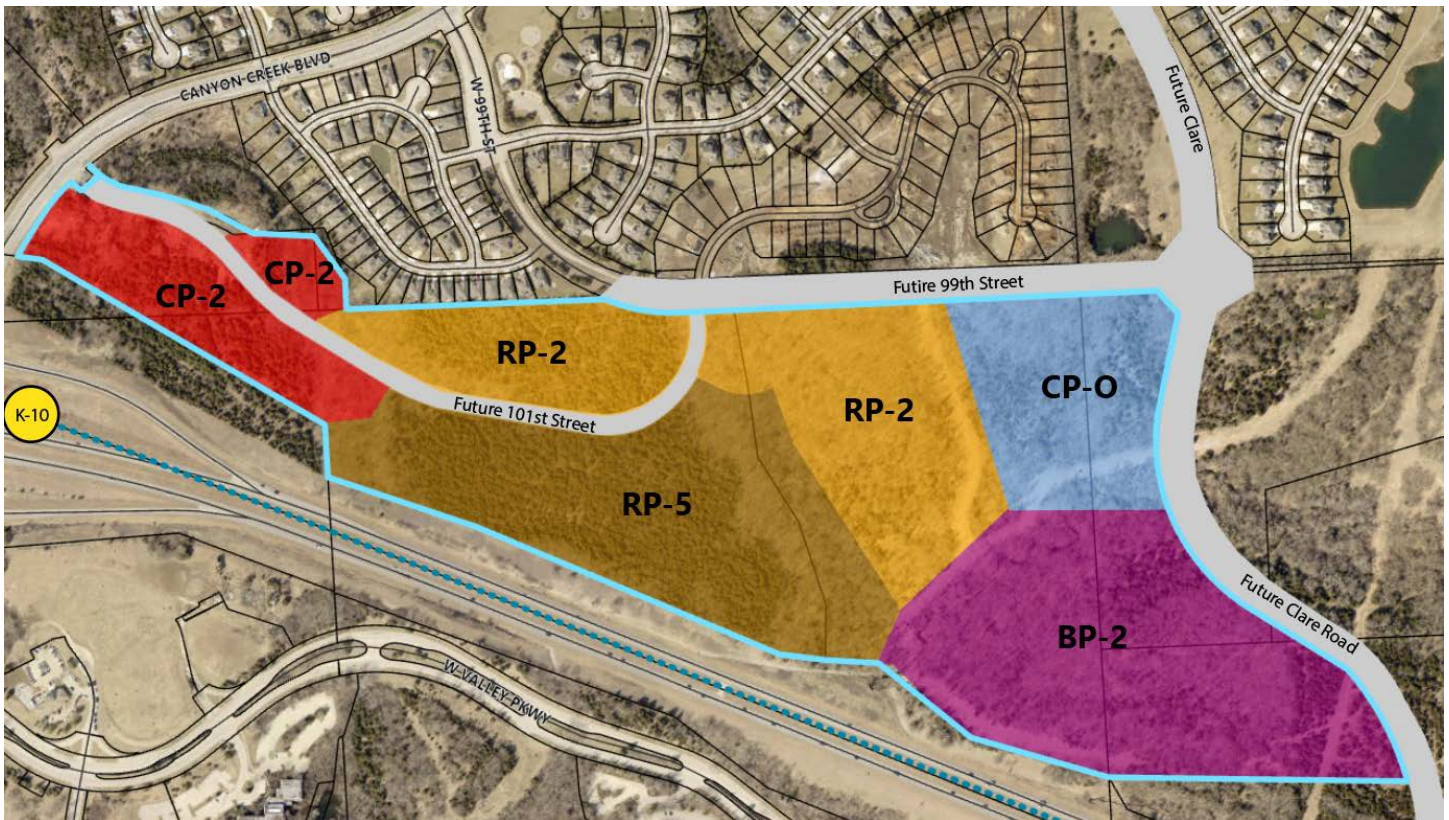 CANYON CREEK BLVD
W 99TH ST
Future Clare
CP-2
CP-2
Futire 99th Street
RP-2
CP-O
RP-2
K-10
Future 101st Street
RP-5
Future Clare Road
BP-2
W VALLEY PKWY